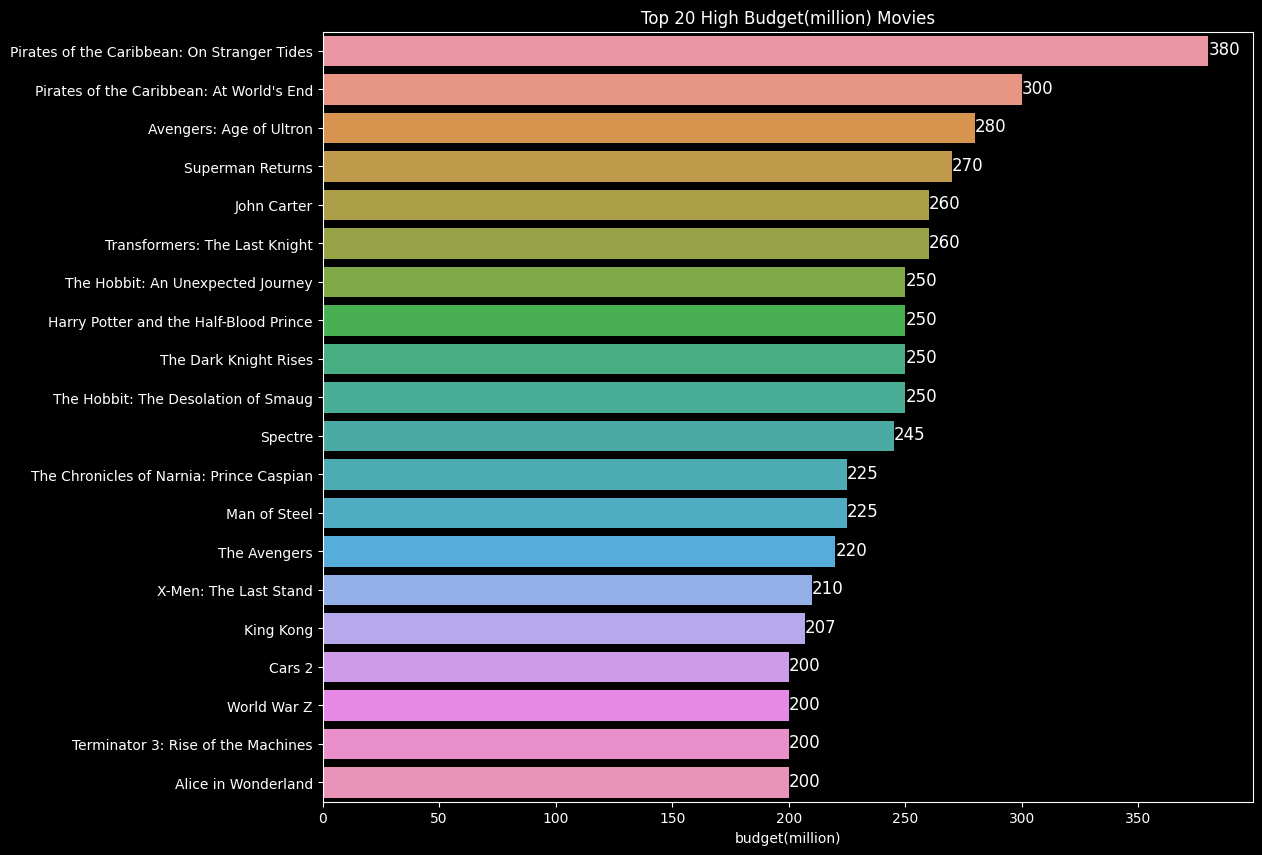 Top 20 High Budget(million) Movies
Pirates of the Caribbean: On Stranger Tides 380
Pirates of the Caribbean: At World's End 300
Avengers: Age of Ultron 280
Superman Returns 270
John Carter 260
Transformers: The Last Knight 260
The Hobbit: An Unexpected Journey 250
Harry Potter and the Half-Blood Prince 250
The Dark Knight Rises 250
The Hobbit: The Desolation of Smaug 250
Spectre 245
The Chronicles of Narnia: Prince Caspian 225
Man of Steel 225
The Avengers 220
X-Men: The Last Stand 210
King Kong 207
Cars 2 200
World War Z 200
Terminator 3: Rise of the Machines 200
Alice in Wonderland 200
0 50 100 150 200 250 300 350
budget(million)